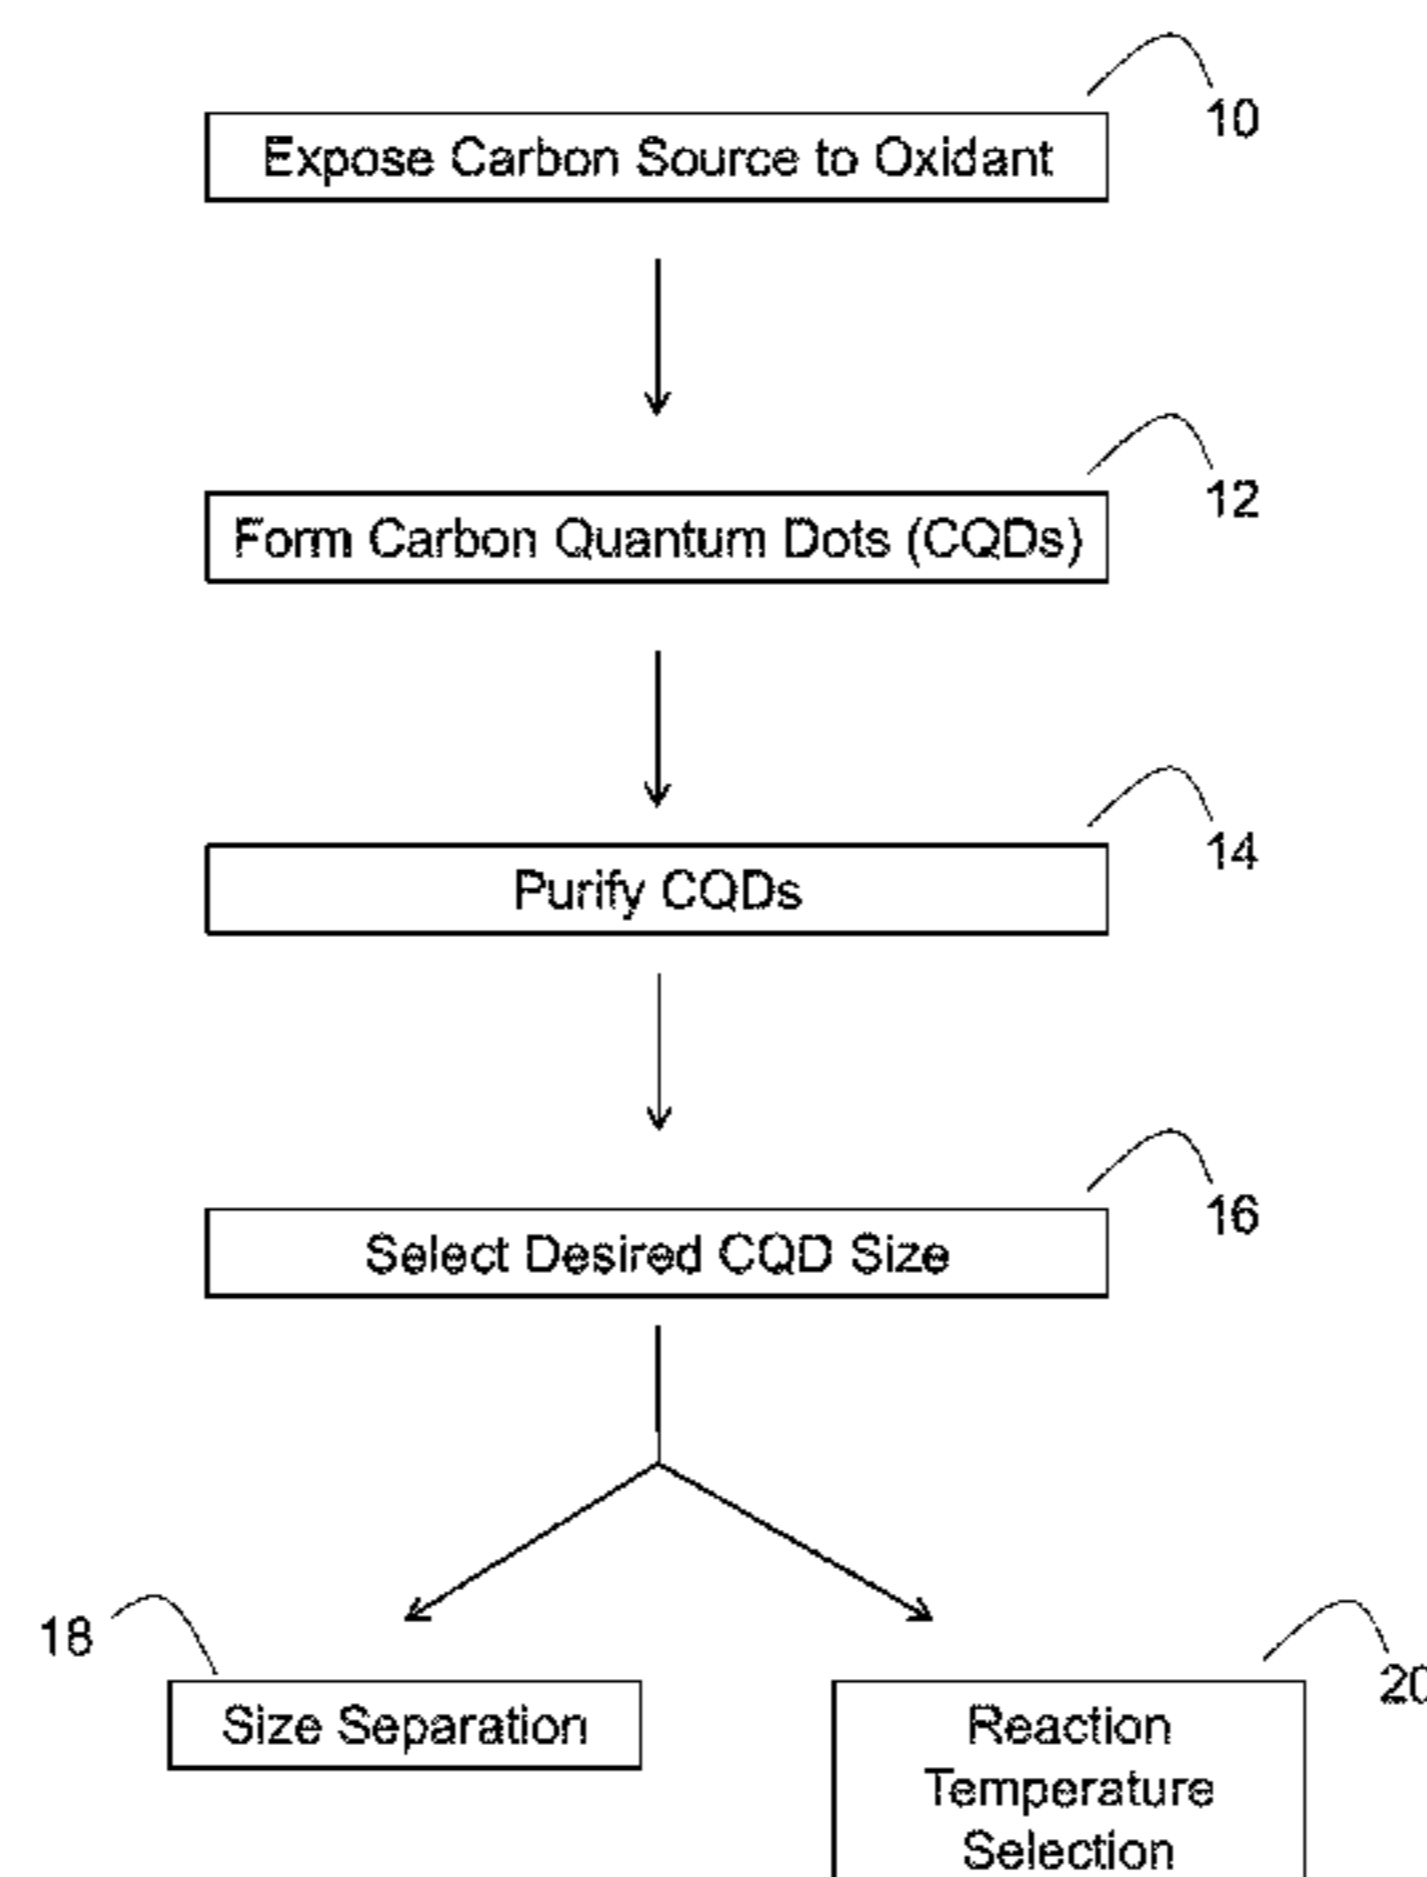 10
Expose Carbon Source to Oxidant
12
Form Carbon Quantum Dots (CQDs)
14
Purify CQDs
16
Select Desired CQD Size
18
Size Separation
20
Reaction
Temperature
Selection